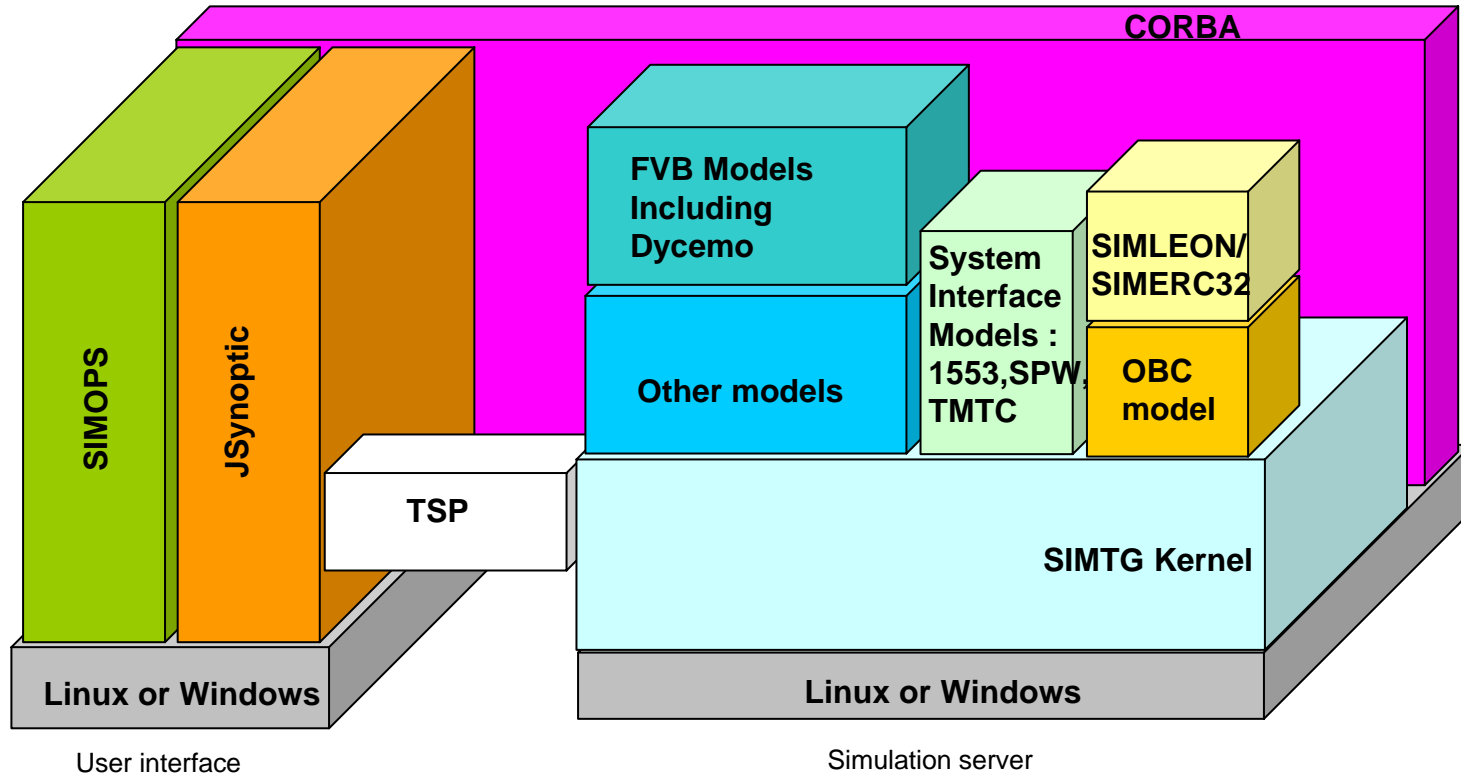 CORBA
FVB Models
Including
Dycemo
System
Interface
Models :
1553,SPW,
TMTC
SIMLEON/
SIMERC32
OBC
model
Other models
SIMOPS
JSynoptic
TSP
SIMTG Kernel
Linux or Windows
Linux or Windows
User interface
Simulation server